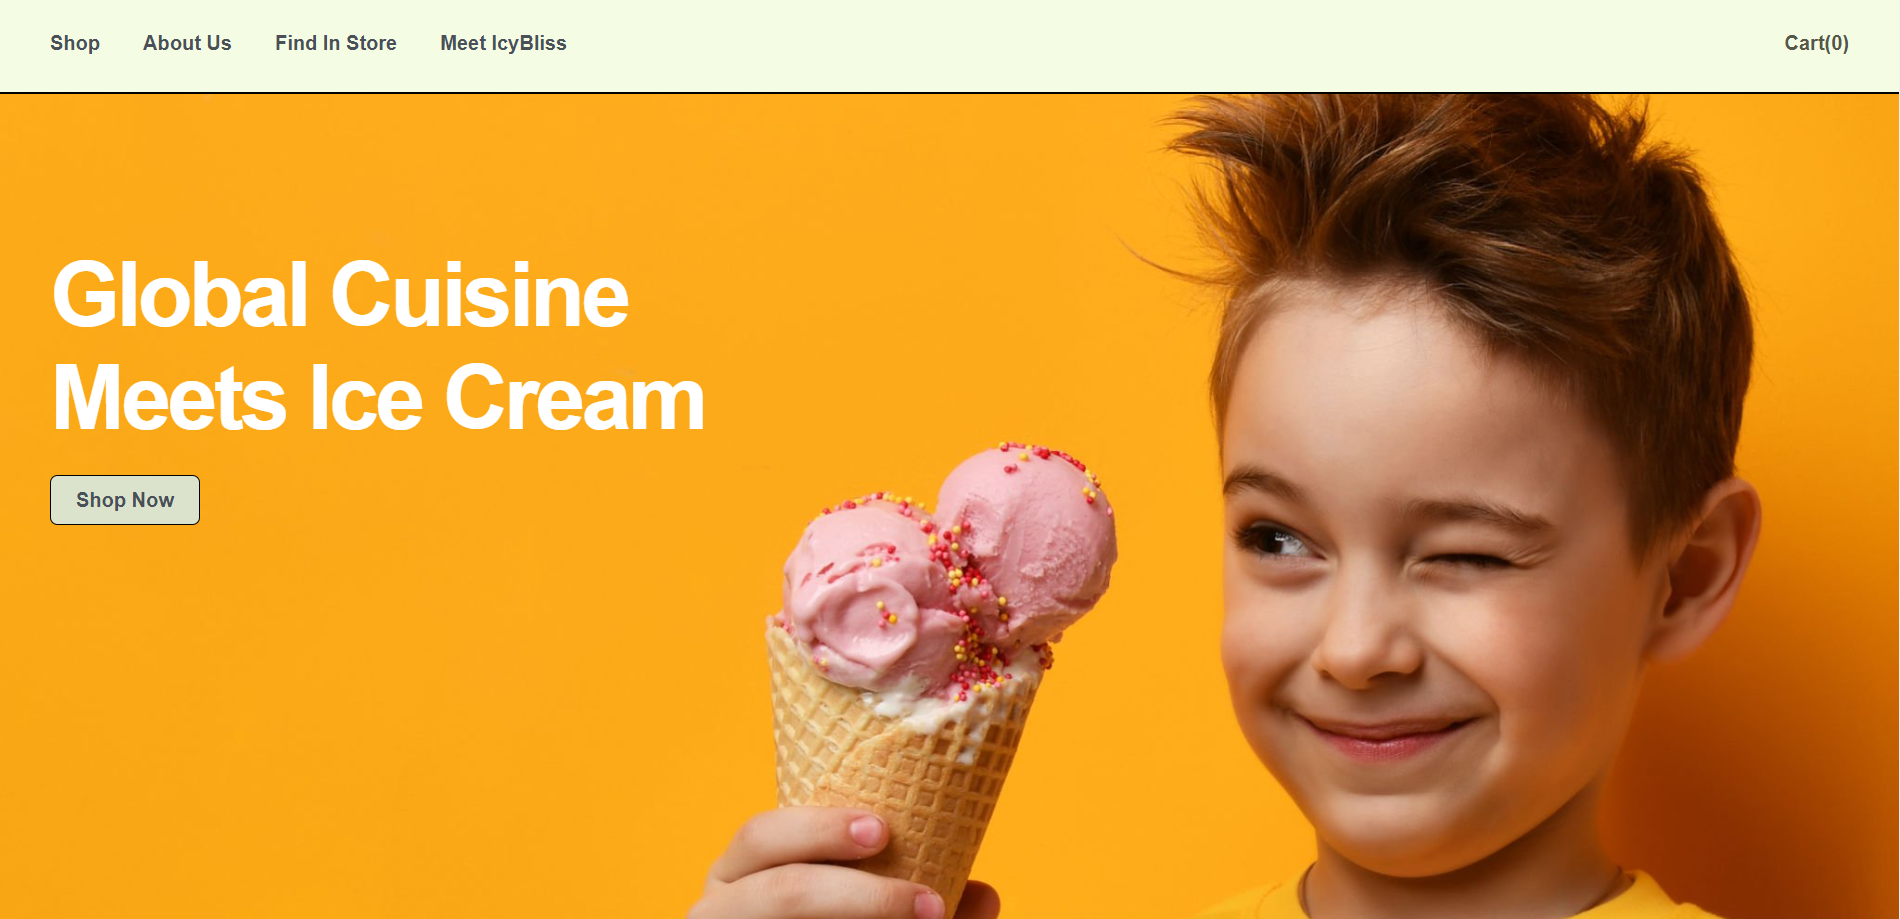 Shop About Us Find In Store Meet IcyBliss Cart(0)
Global Cuisine
Meets Ice Cream
Shop Now